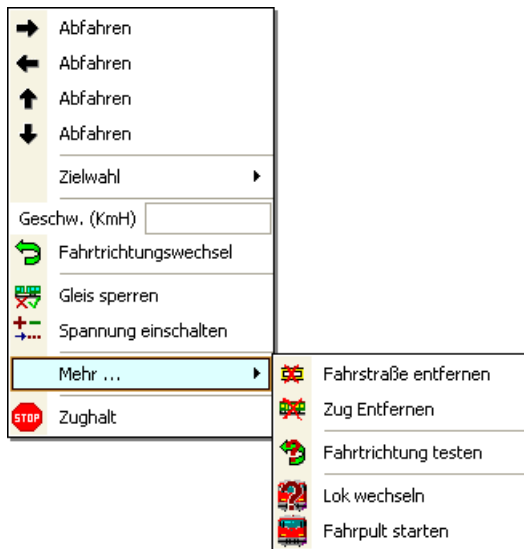 Abfahren
Abfahren
Abfahren
Abfahren
Zielwahl
Geschw. (KmH)
Fahrtrichtungswechsel
Gleis sperren
Spannung einschalten
Mehr ...
STOP Zughalt
Fahrstraße entfernen
Zug Entfernen
Fahrtrichtung testen
Lok wechseln
Fahrpult starten